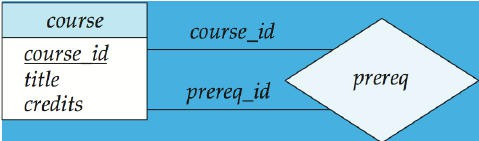 course
course_id
title
credits
course_id
prereq_id
prereq